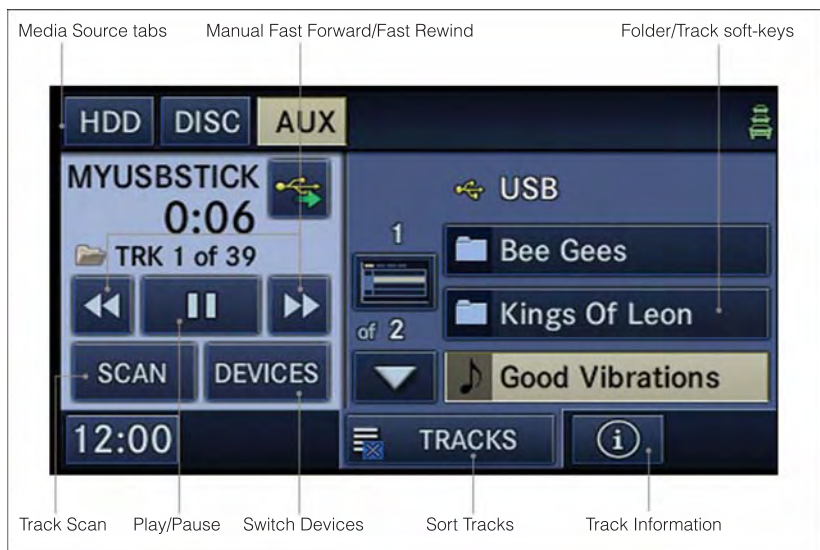 Media Source tabs
Manual Fast Forward/Fast Rewind
Folder/Track soft-keys
HDD
DISC
AUX
MYUSBSTICK
0:06
TRK 1 of 39
USB
1
of 2
Bee Gees
Kings Of Leon
Good Vibrations
SCAN
DEVICES
12:00
TRACKS
i
Track Scan
Play/Pause
Switch Devices
Sort Tracks
Track Information